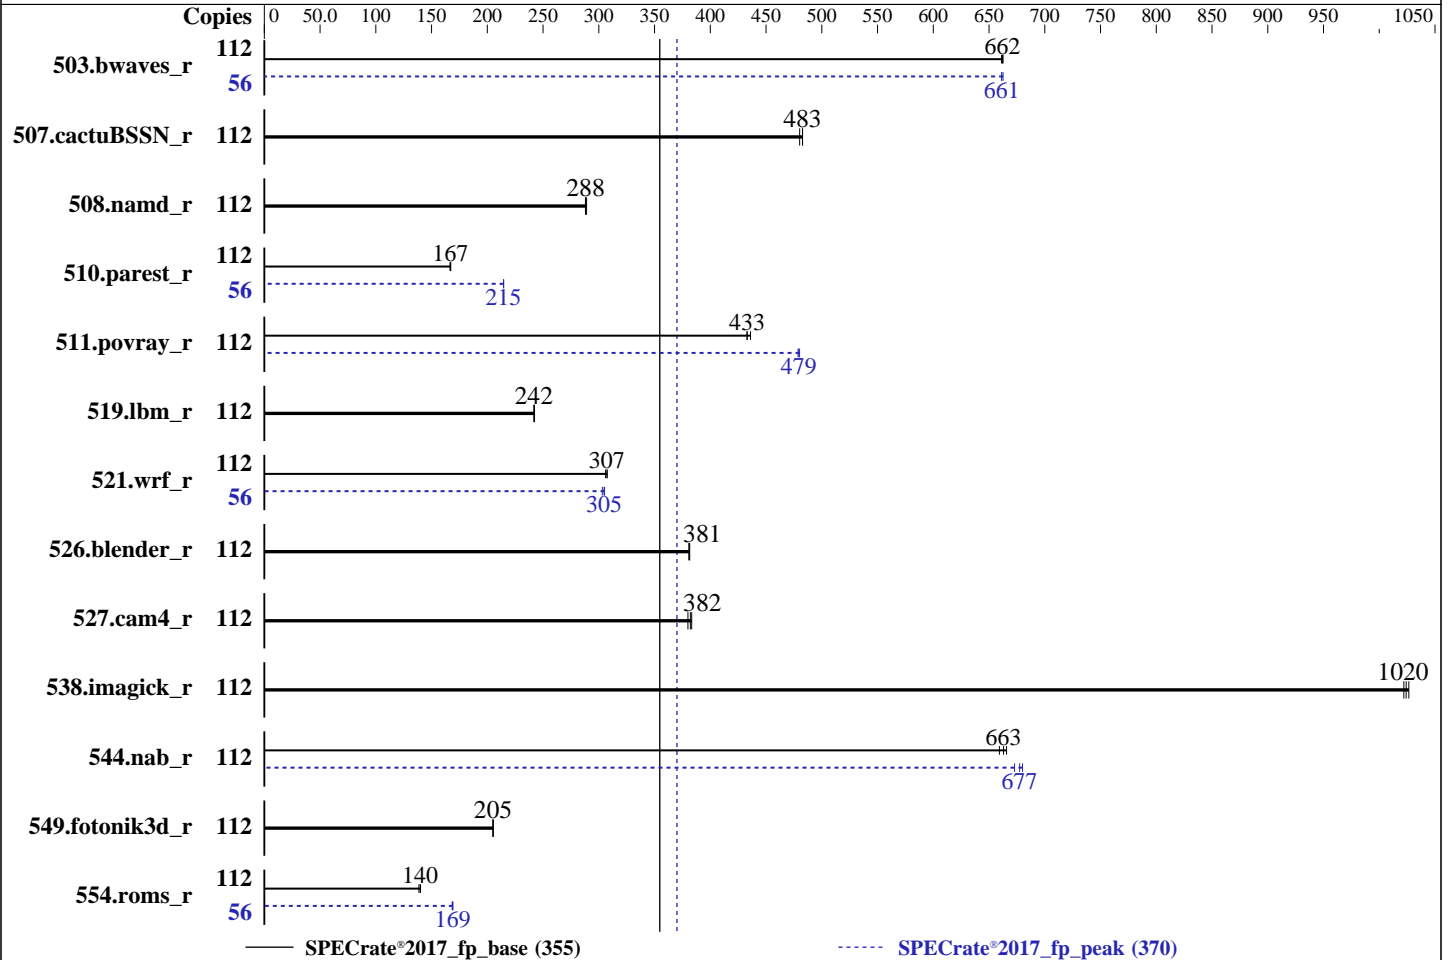 Copies 0 50.0 100 150 200 250 300 350 400 450 500 550 600 650 700 750 800 850 900 950 1050
503.bwaves_r 112 662
56 661
507.cactuBSSN_r 112 483
508.namd_r 112 288
510.parest_r 112 167
56 215
511.povray_r 112 433
479
519.lbm_r 112 242
521.wrf_r 112 307
56 305
526.blender_r 112 381
527.cam4_r 112 382
538.imagick_r 112 1020
544.nab_r 112 663
677
549.fotonik3d_r 112 205
554.roms_r 112 140
56 169
SPECrate®2017_fp_base (355) SPECrate®2017_fp_peak (370)